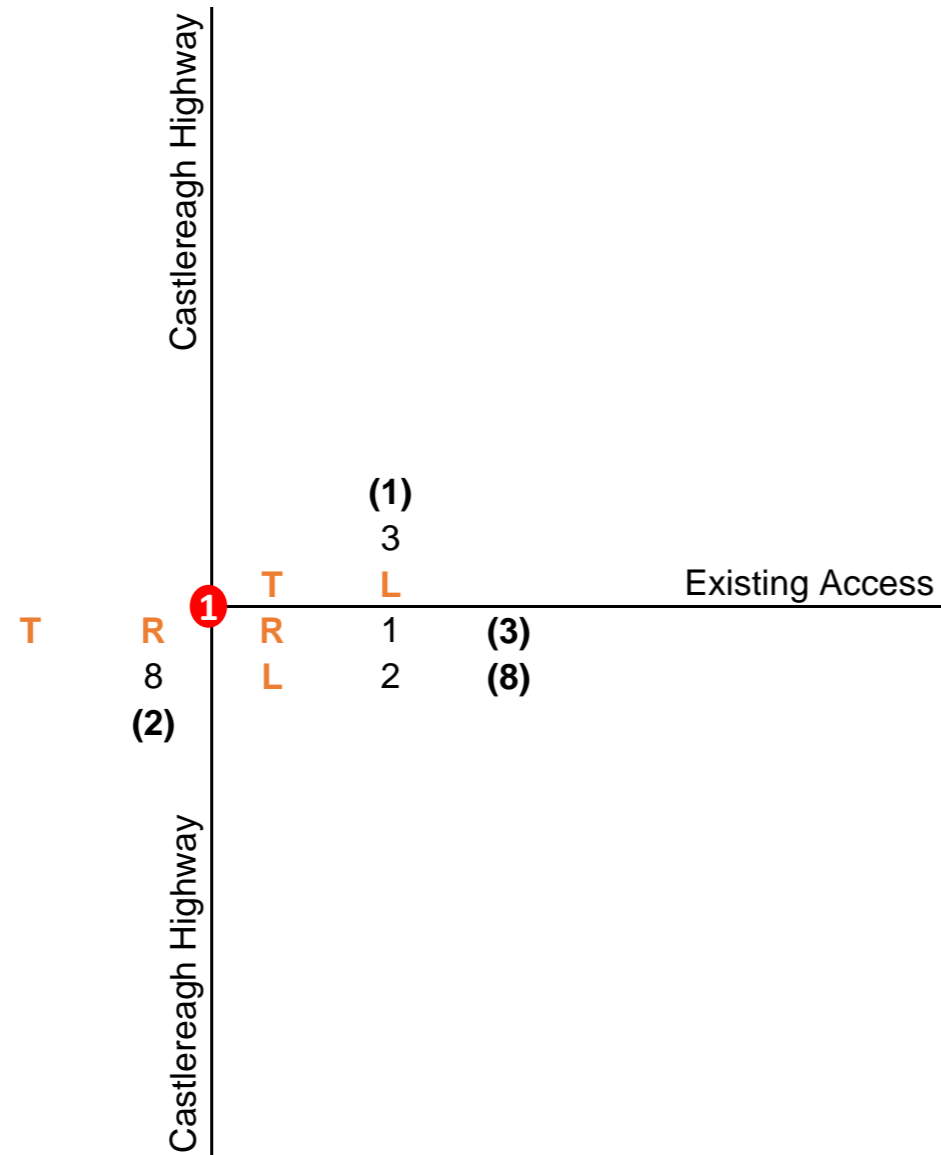 Castlereagh Highway
(1)
3
T L Existing Access
1
T R R 1 (3)
8 L 2 (8)
(2)
Castlereagh Highway